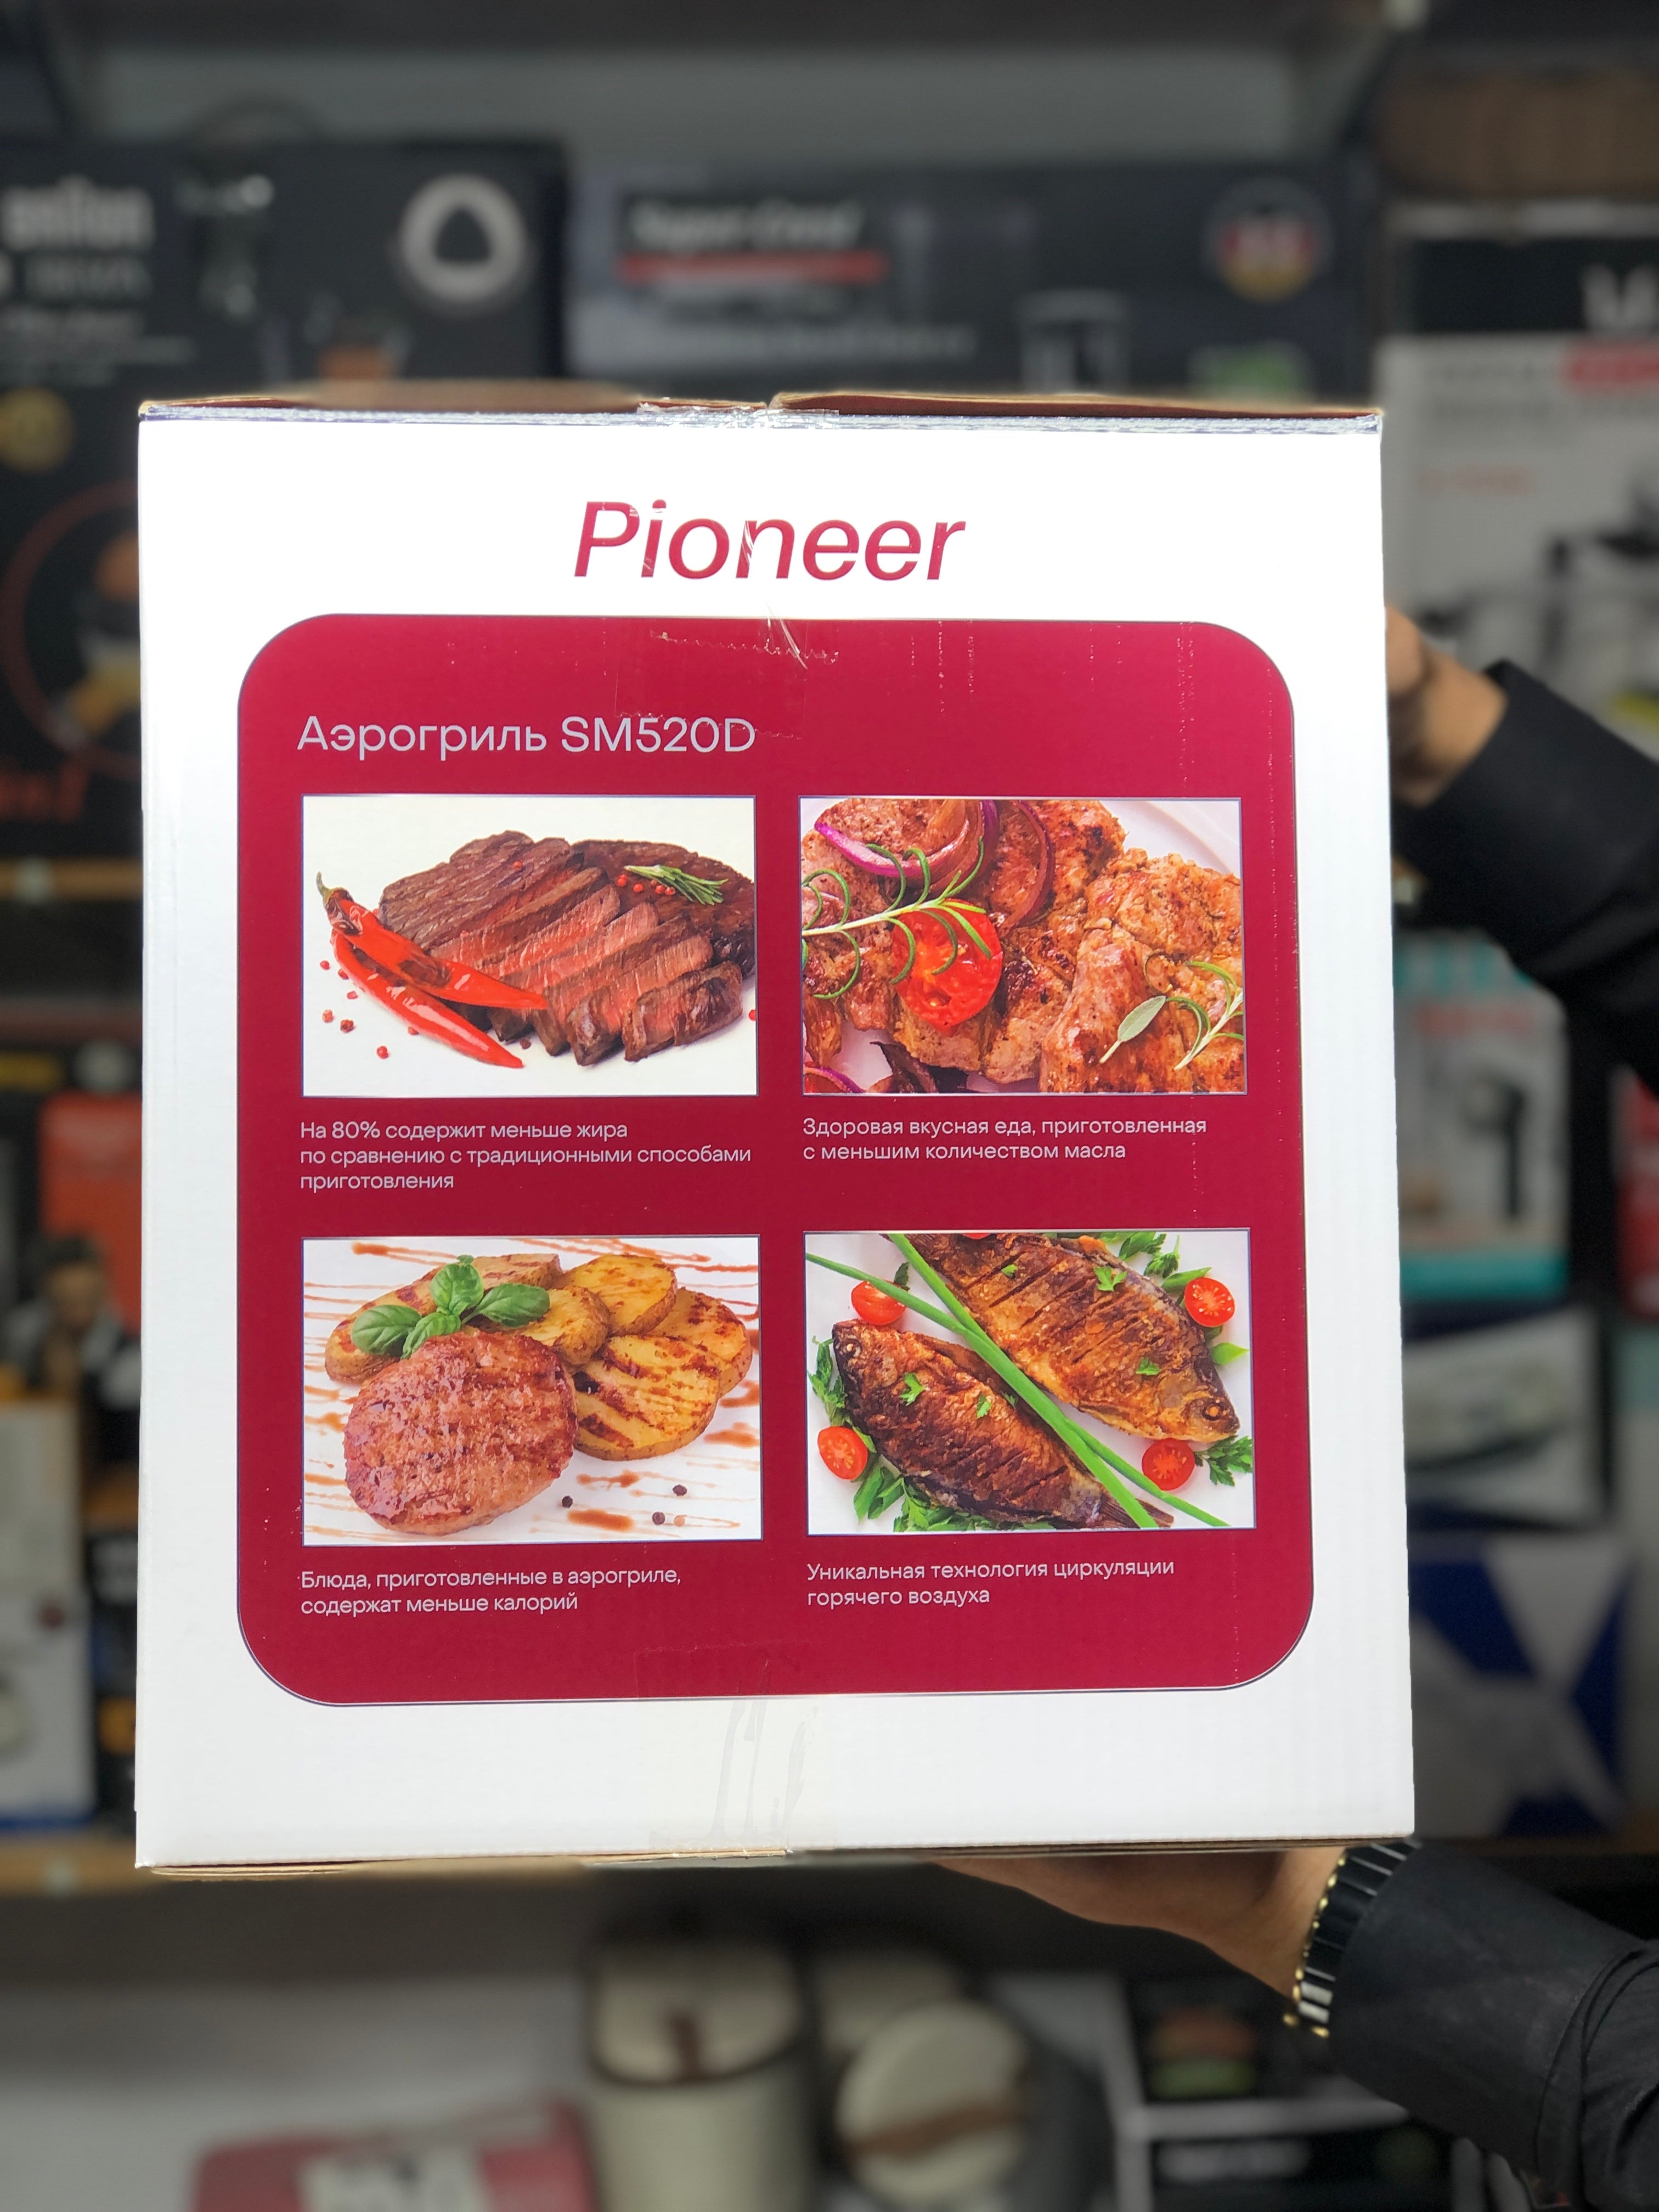 Pioneer
Аэрогриль SM520D
На 80% содержит меньше жира
по сравнению с традиционными способами
приготовления
Здоровая вкусная еда, приготовленная
с меньшим количеством масла
Блюда, приготовленные в аэрогриле,
содержат меньше калорий
Уникальная технология циркуляции
горячего воздуха